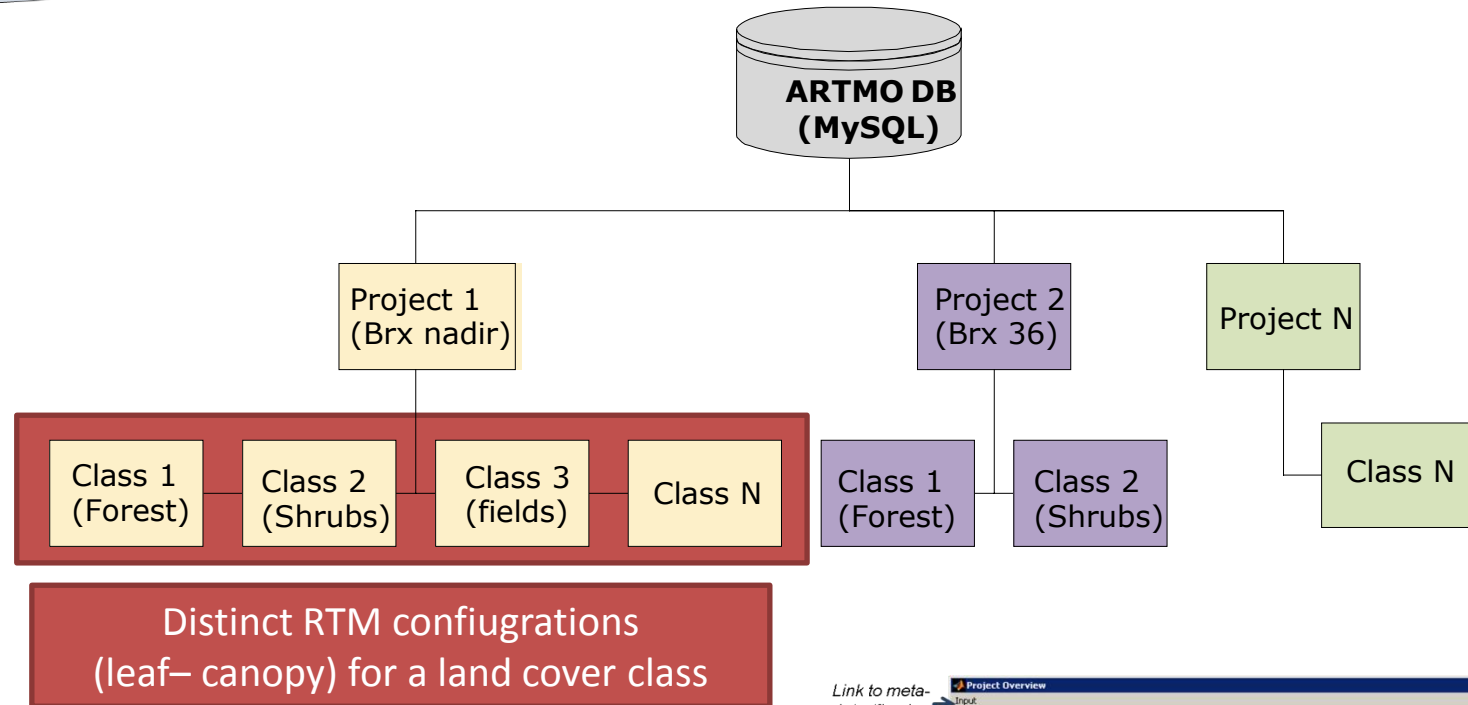 ARTMO DB
(MySQL)
Project 1
(Brx nadir)
Project 2
(Brx 36)
Project N
Class 1
(Forest)
Class 2
(Shrubs)
Class 3
(fields)
Class N
Class 1
(Forest)
Class 2
(Shrubs)
Class N
Distinct RTM confiugrations
(leaf– canopy) for a land cover class
Link to meta-
Project Overview
Input